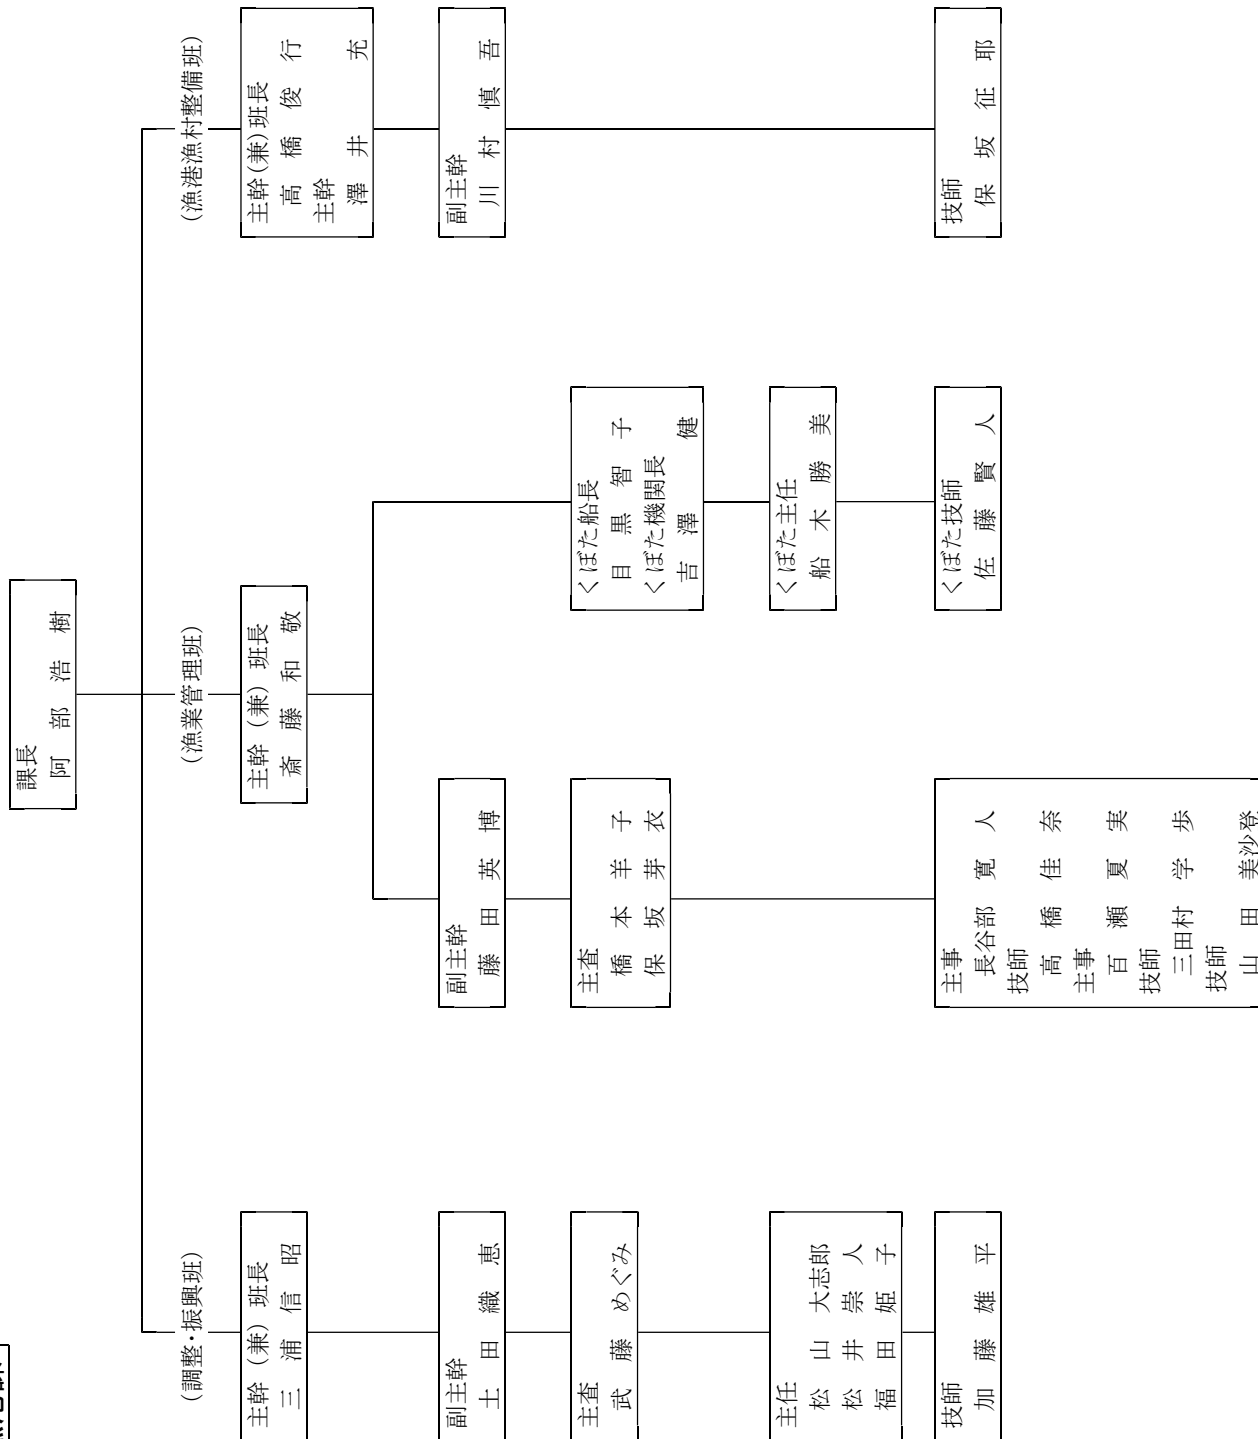 課長
阿部浩樹
(調整・振興班)
主幹（兼）班長
三浦信昭
副主幹
土田織恵
主査
武藤めぐみ
主任
松山大志郎
松井崇人
福田姫子
技師
加藤雄平
(漁業管理班)
主幹（兼）班長
斎藤和敬
副主幹
藤田英博
主査
橋本羊子
保坂芽衣
主事
長谷部寛人
技師
高橋佳奈
主事
百瀬夏実
技師
三田村学歩
技師
山田美沙登
くぼた船長
目黒智子
くぼた機関長
吉澤健
くぼた主任
船木勝美
くぼた技師
佐藤賢人
(漁港漁村整備班)
主幹(兼)班長
高橋俊行
主幹
澤井充
副主幹
川村慎吾
技師
保坂征耶